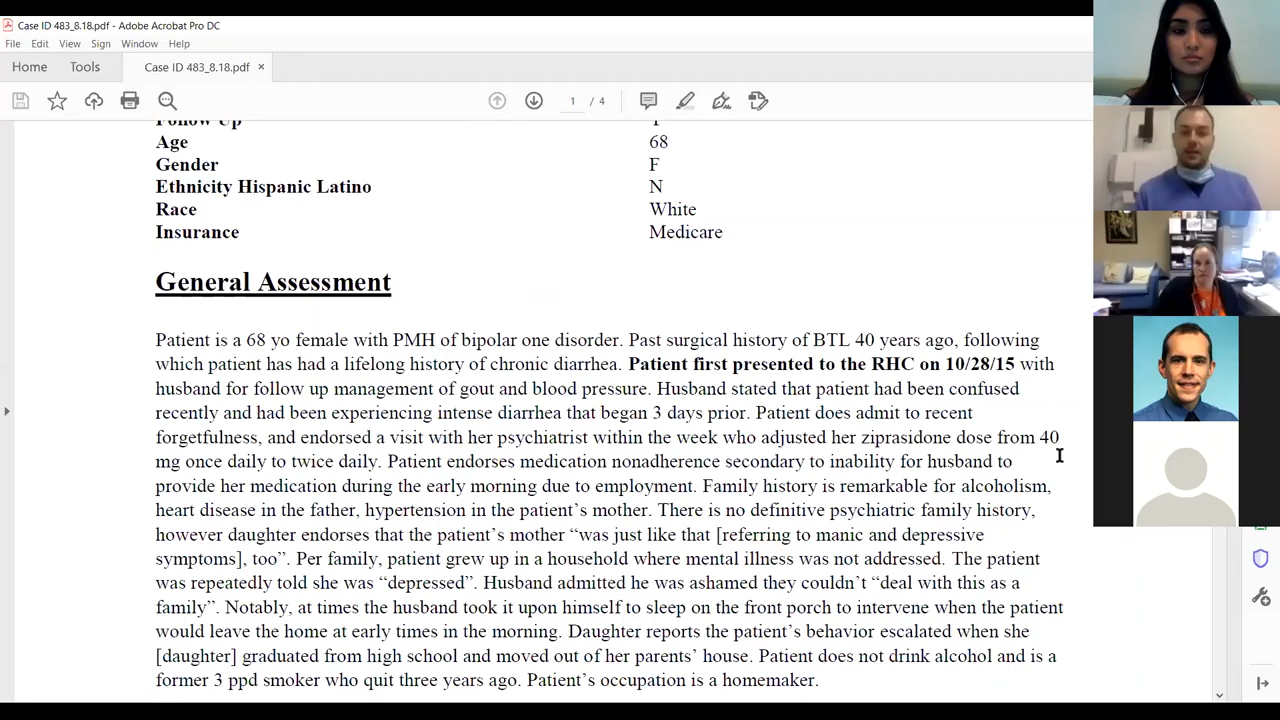 Case ID 483_8.18.pdf - Adobe Acrobat Pro DC
File Edit View Sign Window Help
Home Tools Case ID 483_8.18.pdf ×
1 / 4
Follow Up 1
Age 68
Gender F
Ethnicity Hispanic Latino N
Race White
Insurance Medicare
General Assessment
Patient is a 68 yo female with PMH of bipolar one disorder. Past surgical history of BTL 40 years ago, following
which patient has had a lifelong history of chronic diarrhea. Patient first presented to the RHC on 10/28/15 with
husband for follow up management of gout and blood pressure. Husband stated that patient had been confused
recently and had been experiencing intense diarrhea that began 3 days prior. Patient does admit to recent
forgetfulness, and endorsed a visit with her psychiatrist within the week who adjusted her ziprasidone dose from 40
mg once daily to twice daily. Patient endorses medication nonadherence secondary to inability for husband to
provide her medication during the early morning due to employment. Family history is remarkable for alcoholism,
heart disease in the father, hypertension in the patient’s mother. There is no definitive psychiatric family history,
however daughter endorses that the patient’s mother “was just like that [referring to manic and depressive
symptoms], too”. Per family, patient grew up in a household where mental illness was not addressed. The patient
was repeatedly told she was “depressed”. Husband admitted he was ashamed they couldn’t “deal with this as a
family”. Notably, at times the husband took it upon himself to sleep on the front porch to intervene when the patient
would leave the home at early times in the morning. Daughter reports the patient’s behavior escalated when she
[daughter] graduated from high school and moved out of her parents’ house. Patient does not drink alcohol and is a
former 3 ppd smoker who quit three years ago. Patient’s occupation is a homemaker.